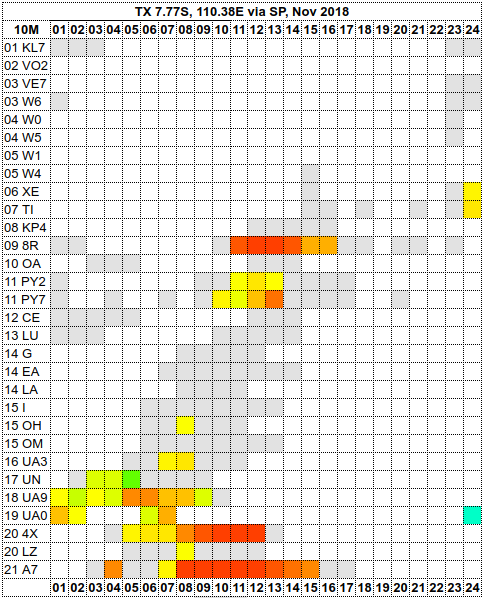 TX 7.77S, 110.38E via SP, Nov 2018
10M 01 02 03 04 05 06 07 08 09 10 11 12 13 14 15 16 17 18 19 20 21 22 23 24
01 KL7
02 VO2
03 VE7
03 W6
04 W0
04 W5
05 W1
05 W4
06 XE
07 TI
08 KP4
09 8R
10 OA
11 PY2
11 PY7
12 CE
13 LU
14 G
14 EA
14 LA
15 I
15 OH
15 OM
16 UA3
17 UN
18 UA9
19 UA0
20 4X
20 LZ
21 A7
01 02 03 04 05 06 07 08 09 10 11 12 13 14 15 16 17 18 19 20 21 22 23 24